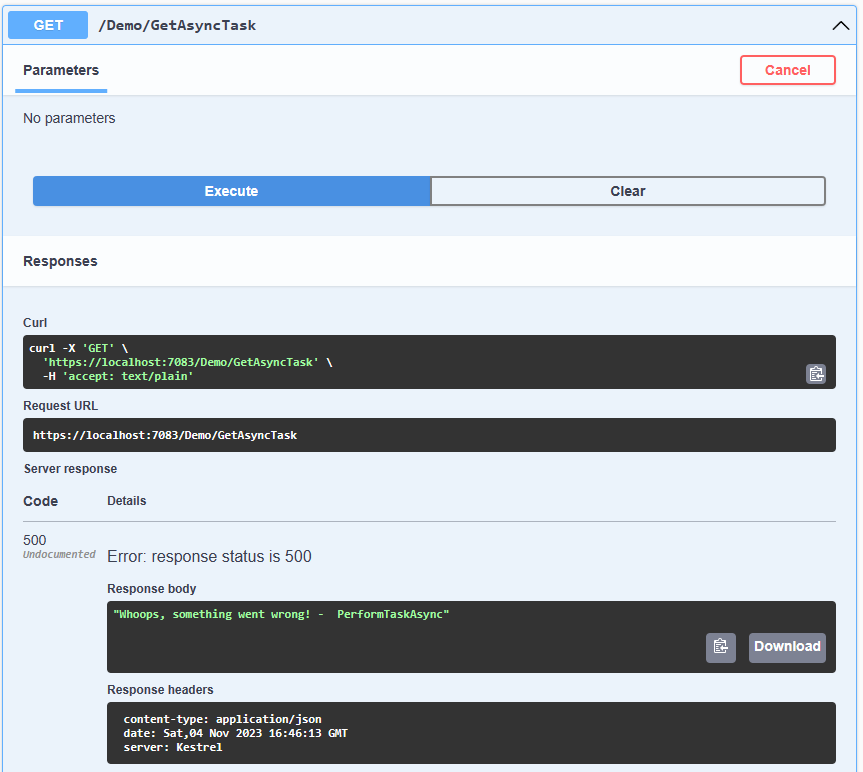 GET /Demo/GetAsyncTask
Parameters Cancel
No parameters
Execute Clear
Responses
Curl
curl -X 'GET' \
  'https://localhost:7083/Demo/GetAsyncTask' \
  -H 'accept: text/plain'
Request URL
https://localhost:7083/Demo/GetAsyncTask
Server response
Code Details
500
Undocumented
Error: response status is 500
Response body
"Whoops, something went wrong! -  PerformTaskAsync"
Download
Response headers
content-type: application/json
date: Sat,04 Nov 2023 16:46:13 GMT
server: Kestrel